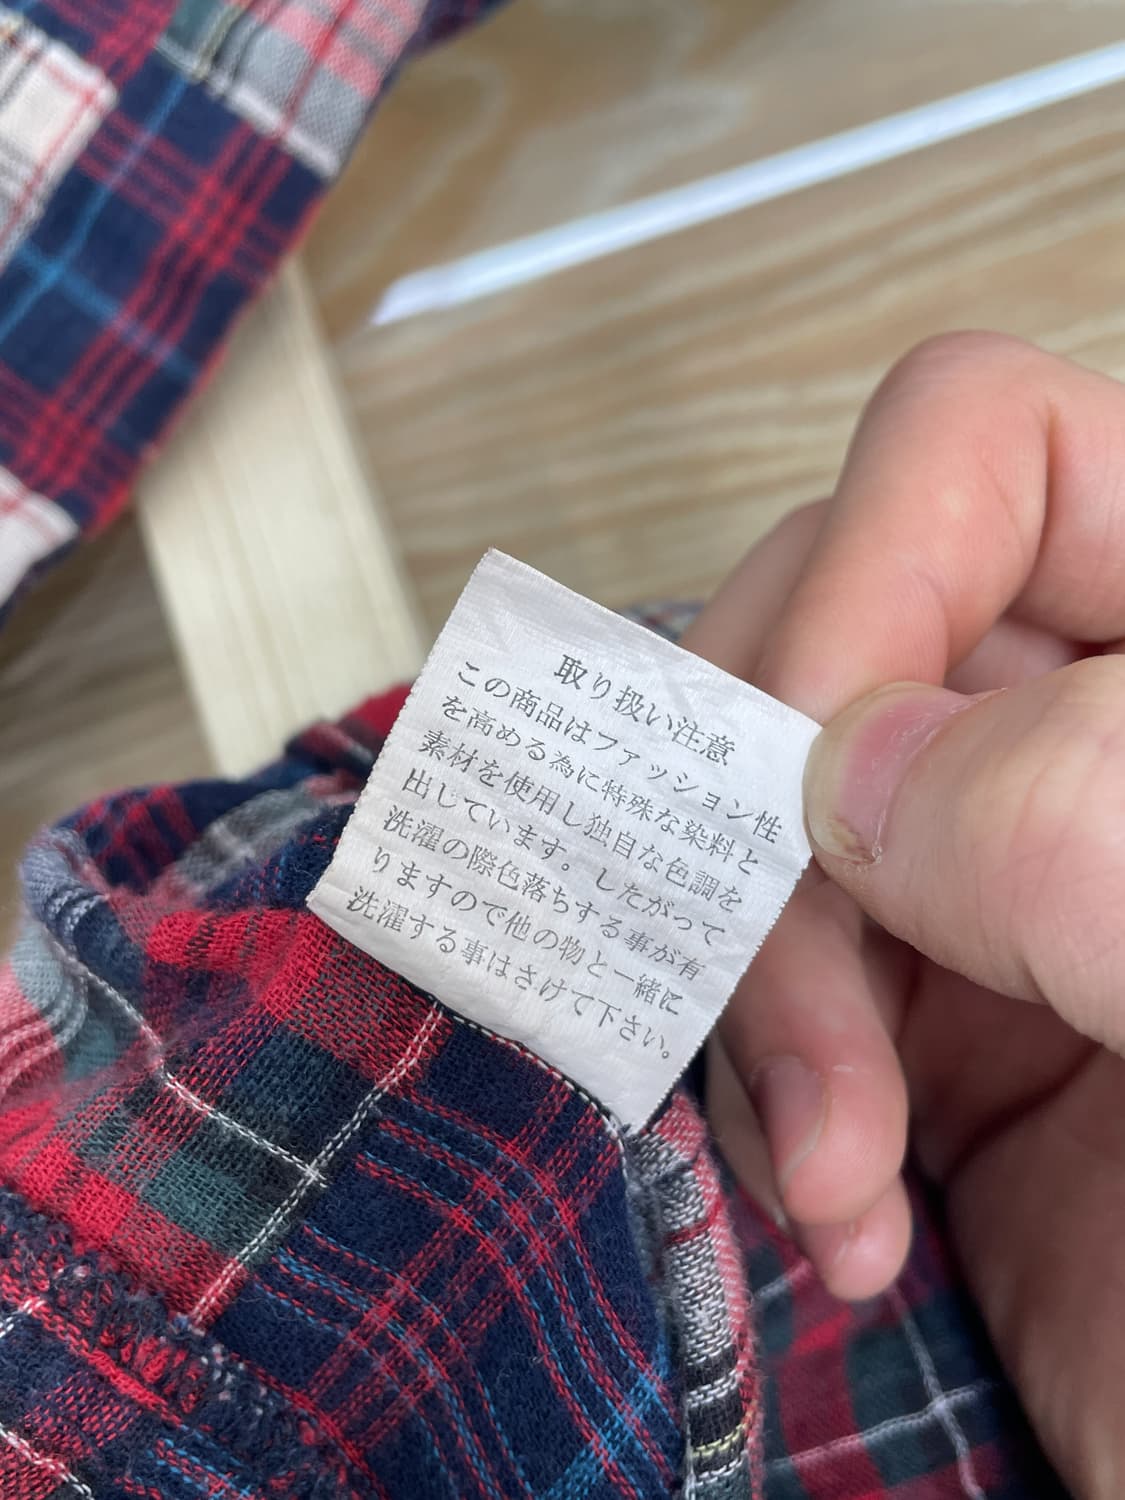 取り扱い注意
この商品はファッション性
を高める為に特殊な染料と
素材を使用し独自な色調を
出しています。したがって
洗濯の際色落ちする事が有
りますので他の物と一緒に
洗濯する事はさけて下さい。